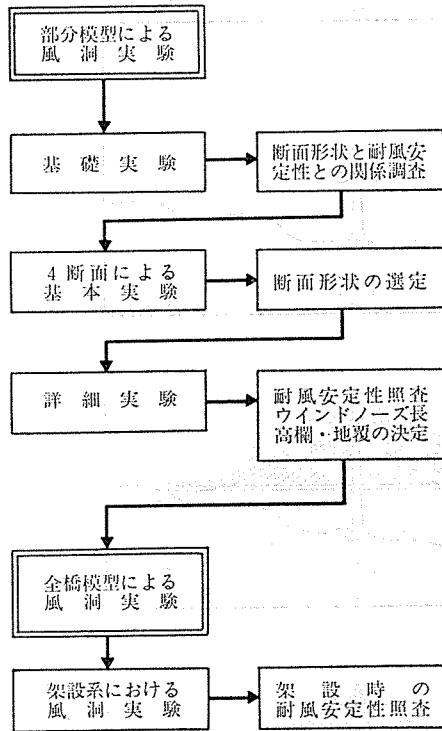 部分模型による
風洞実験
基礎実験
断面形状と耐風安
定性との関係調査
4断面による
基本実験
断面形状の選定
詳細実験
耐風安定性照査
ウインドノーズ長
高欄・地覆の決定
全橋模型による
風洞実験
架設系における
風洞実験
架設時の
耐風安定性照査